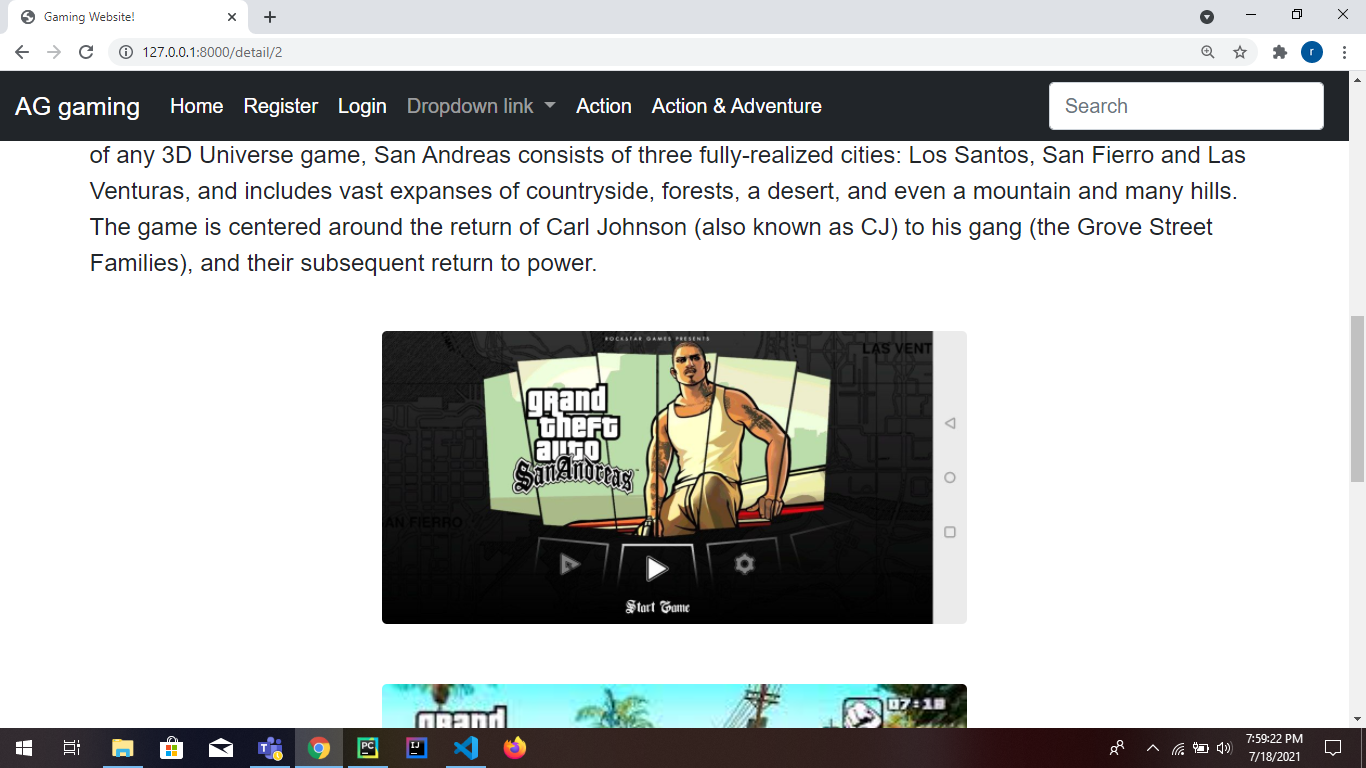 Gaming Website!
127.0.0.1:8000/detail/2
r
AG gaming Home Register Login Dropdown link Action Action & Adventure Search
of any 3D Universe game, San Andreas consists of three fully-realized cities: Los Santos, San Fierro and Las
Venturas, and includes vast expanses of countryside, forests, a desert, and even a mountain and many hills.
The game is centered around the return of Carl Johnson (also known as CJ) to his gang (the Grove Street
Families), and their subsequent return to power.
ROCKSTAR GAMES PRESENTS
LAS VENT
grand
theft
auto
SanAndreas
AN FIERRO
Start Game
grand
07:18
PC
IJ
7:59:22 PM
7/18/2021